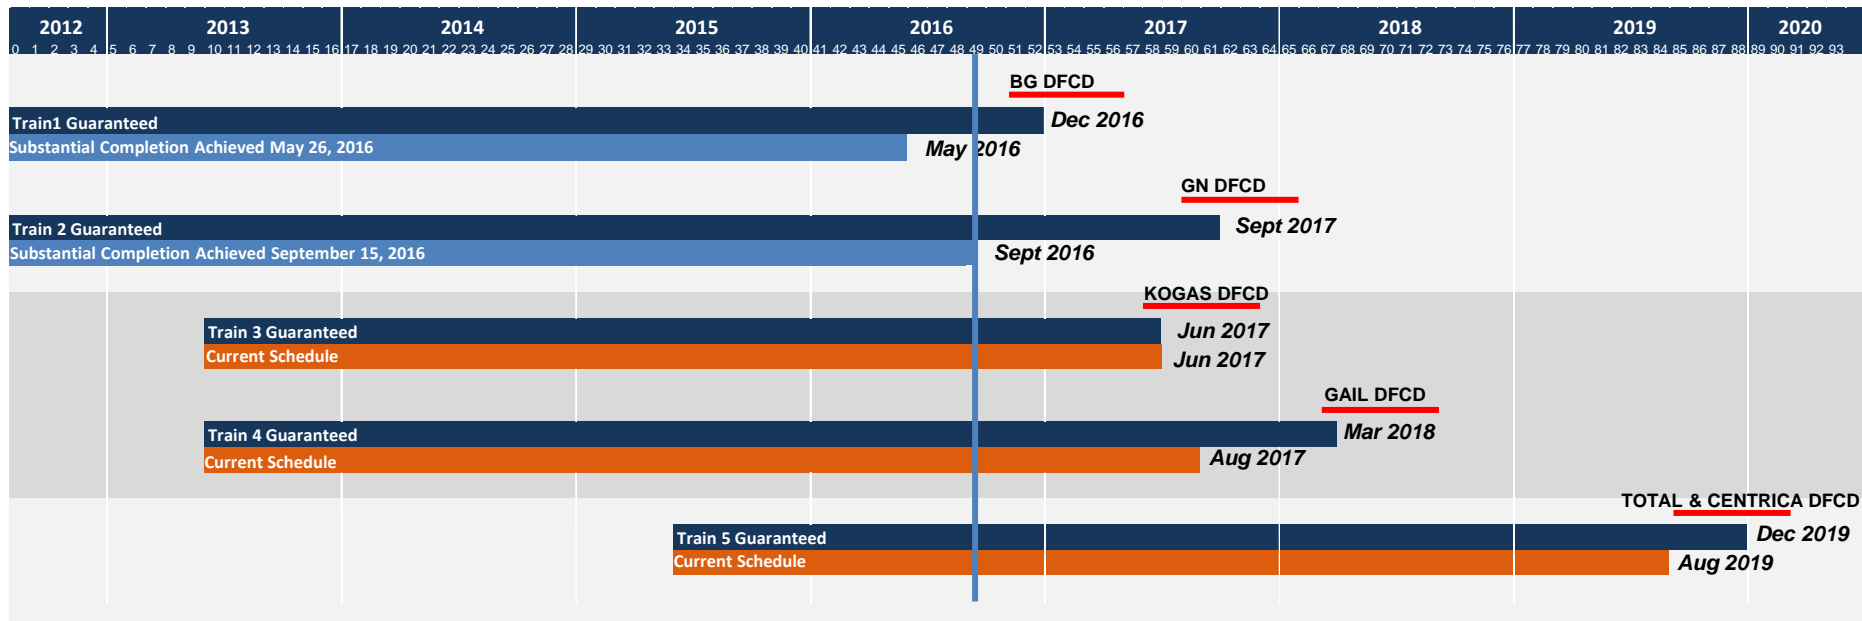 2012 2013 2014 2015 2016 2017 2018 2019 2020
0 1 2 3 4 5 6 7 8 9 10 11 12 13 14 15 16 17 18 19 20 21 22 23 24 25 26 27 28 29 30 31 32 33 34 35 36 37 38 39 40 41 42 43 44 45 46 47 48 49 50 51 52 53 54 55 56 57 58 59 60 61 62 63 64 65 66 67 68 69 70 71 72 73 74 75 76 77 78 79 80 81 82 83 84 85 86 87 88 89 90 91 92 93
BG DFCD
Train1 Guaranteed Dec 2016
Substantial Completion Achieved May 26, 2016 May 2016
GN DFCD
Train 2 Guaranteed Sept 2017
Substantial Completion Achieved September 15, 2016 Sept 2016
KOGAS DFCD
Train 3 Guaranteed Jun 2017
Current Schedule Jun 2017
GAIL DFCD
Train 4 Guaranteed Mar 2018
Current Schedule Aug 2017
TOTAL & CENTRICA DFCD
Train 5 Guaranteed Dec 2019
Current Schedule Aug 2019